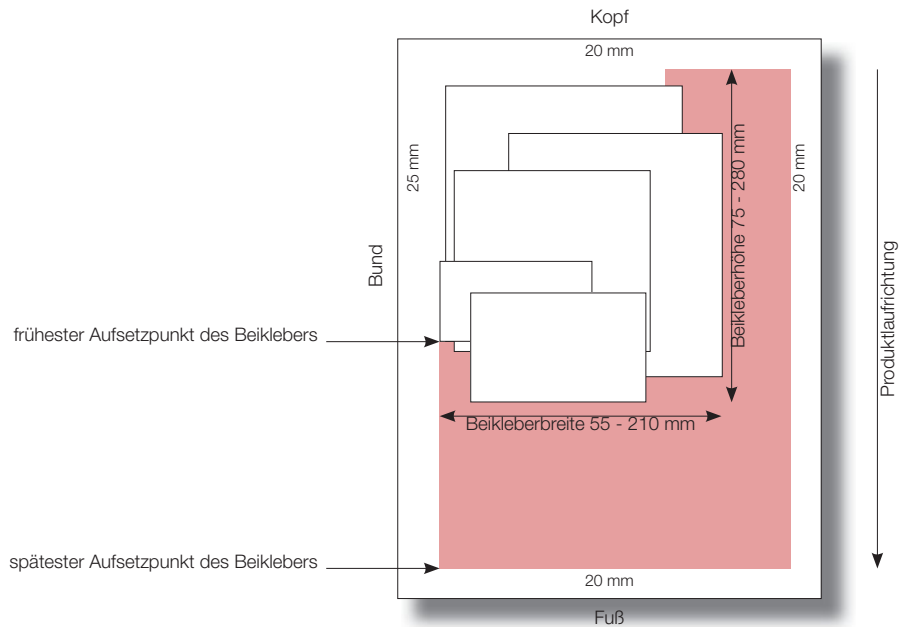 Kopf
20 mm
25 mm
20 mm
Beikleberhöhe 75 - 280 mm
Bund
Produktlaufrichtung
frühester Aufsetzpunkt des Beiklebers
Beikleberbreite 55 - 210 mm
spätester Aufsetzpunkt des Beiklebers
20 mm
Fuß